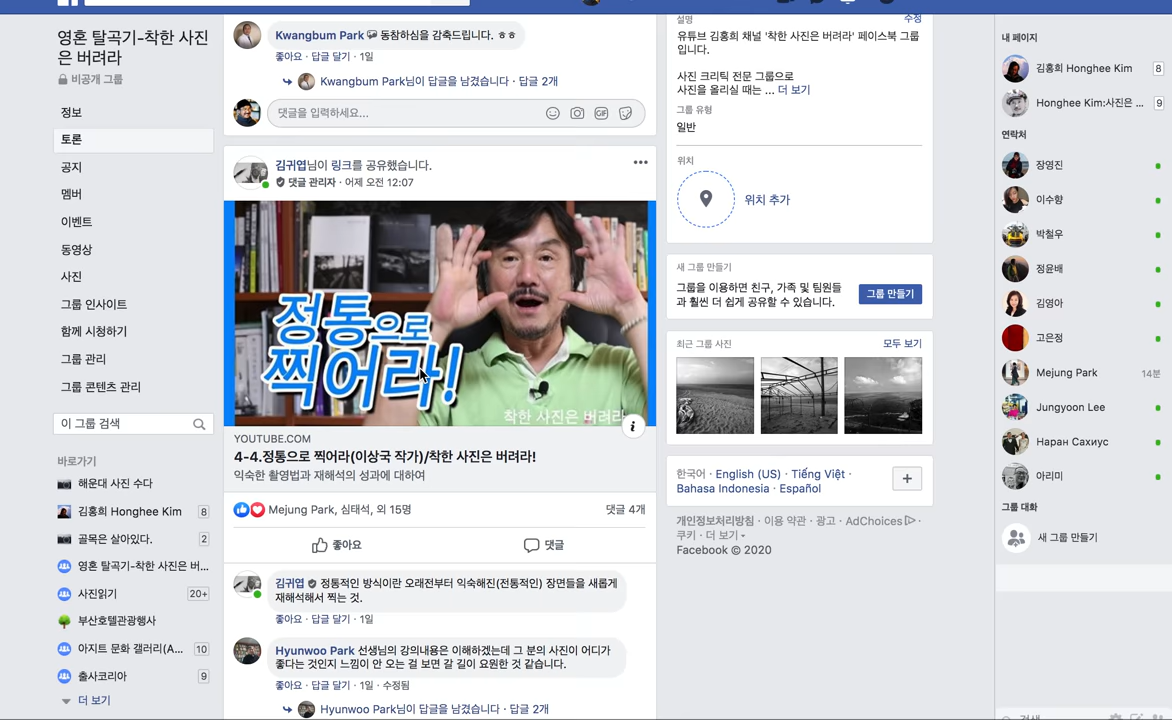 영혼 탈곡기-착한 사진
은 버려라
비공개 그룹
정보
토론
공지
멤버
이벤트
동영상
사진
그룹 인사이트
함께 시청하기
그룹 관리
그룹 콘텐츠 관리
이 그룹 검색
바로가기
해운대 사진 수다
김홍희 Honghee Kim 8
골목은 살아있다. 2
영혼 탈곡기-착한 사진은 버...
사진읽기 20+
부산호텔관광행사
아지트 문화 갤러리(A... 10
출사코리아 9
더 보기
Kwangbum Park 동참하심을 감축드립니다. ㅎㅎ
좋아요 · 답글 달기 · 1일
Kwangbum Park님이 답글을 남겼습니다 · 답글 2개
댓글을 입력하세요...
GIF
김귀엽님이 링크를 공유했습니다.
댓글 관리자 · 어제 오전 12:07
정통으로
찍어라!
착한 사진은 버려라
YOUTUBE.COM
4-4.정통으로 찍어라(이상국 작가)/착한 사진은 버려라!
익숙한 촬영법과 재해석의 성과에 대하여
Mejung Park, 심태석, 외 15명
댓글 4개
좋아요
댓글
김귀엽 정통적인 방식이란 오래전부터 익숙해진(전통적인) 장면들을 새롭게
재해석해서 찍는 것.
좋아요 · 답글 달기 · 1일
Hyunwoo Park 선생님의 강의내용은 이해하겠는데 그 분의 사진이 어디가
좋다는 것인지 느낌이 안 오는 걸 보면 갈 길이 요원한 것 같습니다.
좋아요 · 답글 달기 · 1일 · 수정됨
Hyunwoo Park님이 답글을 남겼습니다 · 답글 2개
설명
수정
유튜브 김홍희 채널 '착한 사진은 버려라' 페이스북 그룹
입니다.
사진 크리틱 전문 그룹으로
사진을 올리실 때는 ... 더 보기
그룹 유형
일반
위치
위치 추가
새 그룹 만들기
그룹을 이용하면 친구, 가족 및 팀원들
과 훨씬 더 쉽게 공유할 수 있습니다.
그룹 만들기
최근 그룹 사진
모두 보기
한국어 · English (US) · Tiếng Việt ·
Bahasa Indonesia · Español
개인정보처리방침 · 이용 약관 · 광고 · AdChoices ·
쿠키 · 더 보기
Facebook © 2020
내 페이지
김홍희 Honghee Kim 8
Honghee Kim:사진은 ... 9
연락처
장영진
이수향
박철우
정윤배
김영아
고은정
Mejung Park 14분
Jungyoon Lee
Наран Сахиус
아리미
그룹 대화
새 그룹 만들기